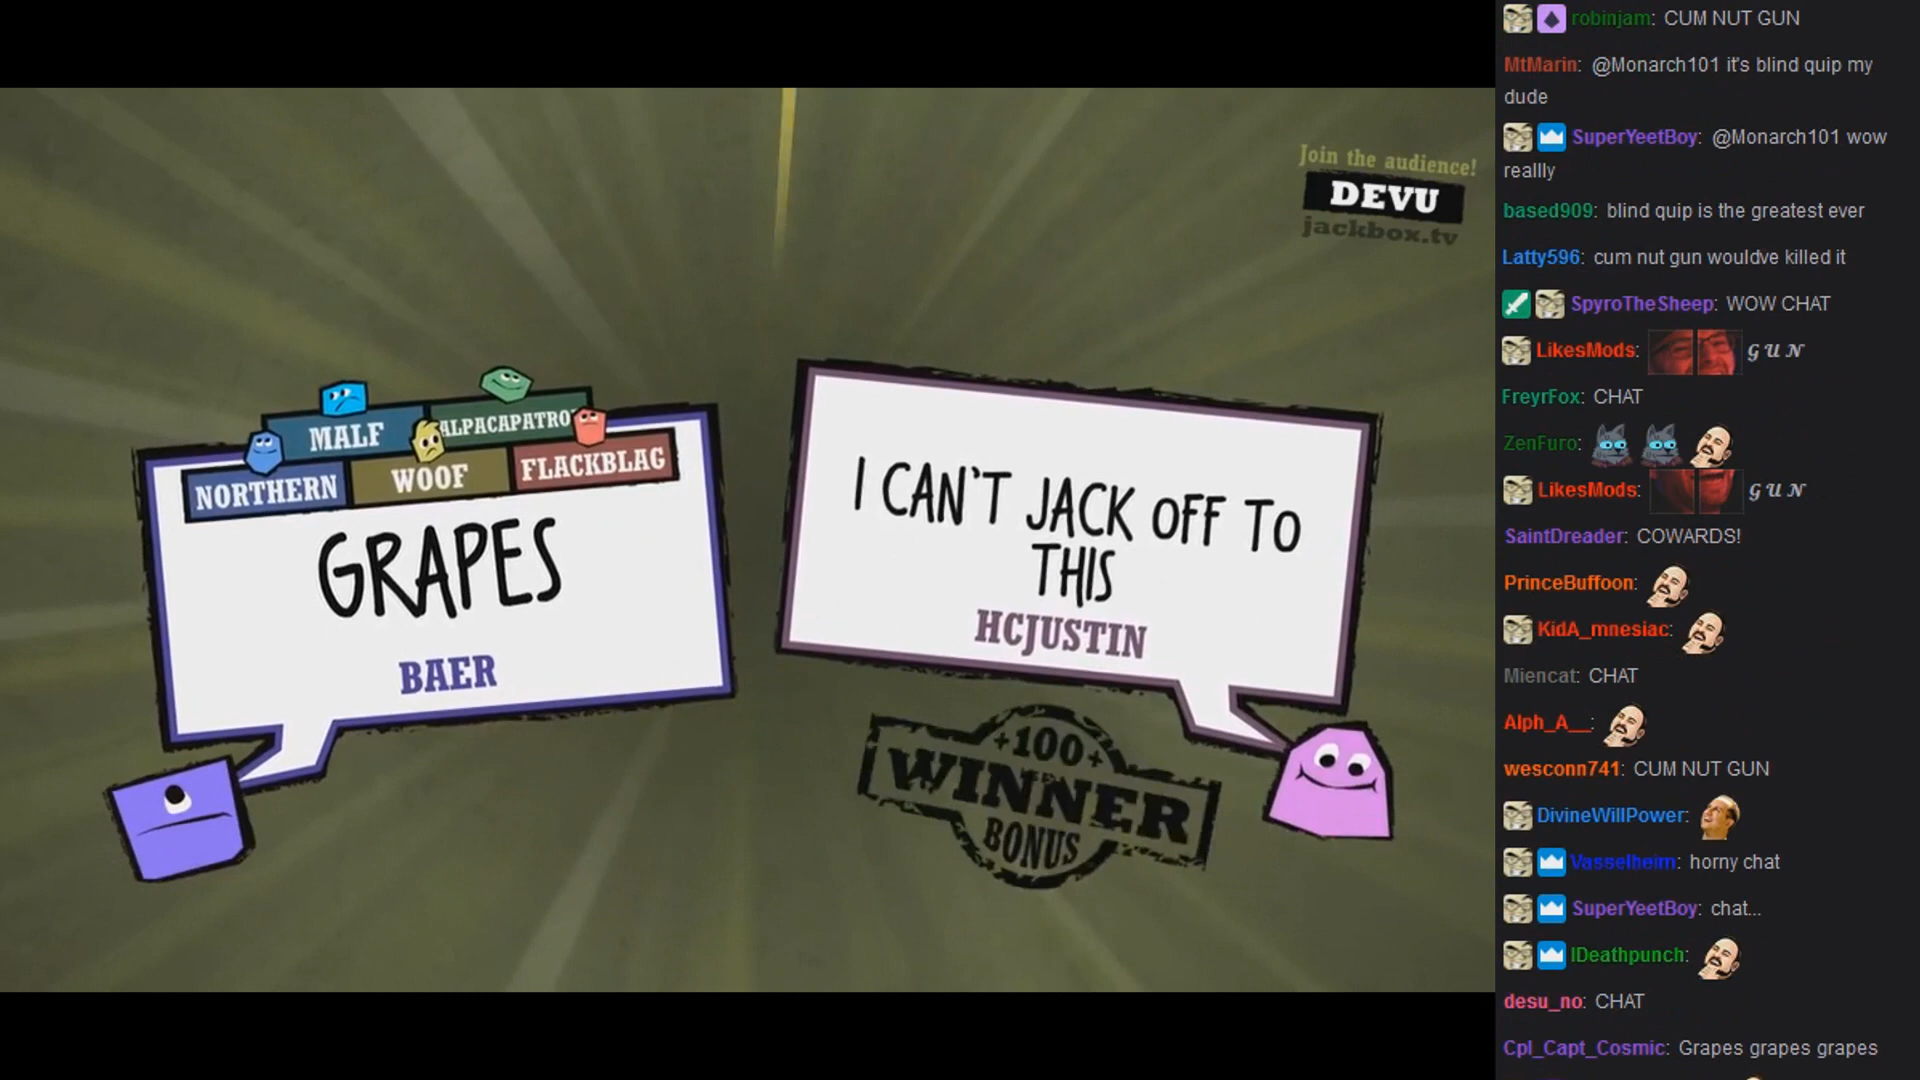 Join the audience!
DEVU
jackbox.tv
MALF
ALPACAPATRO
NORTHERN
WOOF
FLACKBLAG
GRAPES
BAER
I CAN'T JACK OFF TO
THIS
HCJUSTIN
+100+
WINNER
BONUS
robinjam: CUM NUT GUN
MtMarin: @Monarch101 it's blind quip my
dude
SuperYeetBoy: @Monarch101 wow
reallly
based909: blind quip is the greatest ever
Latty596: cum nut gun wouldve killed it
SpyroTheSheep: WOW CHAT
LikesMods: G U N
FreyrFox: CHAT
ZenFuro:
LikesMods: G U N
SaintDreader: COWARDS!
PrinceBuffoon:
KidA_mnesiac:
Miencat: CHAT
Alph_A__:
wesconn741: CUM NUT GUN
DivineWillPower:
Vasselheim: horny chat
SuperYeetBoy: chat...
IDeathpunch:
desu_no: CHAT
Cpl_Capt_Cosmic: Grapes grapes grapes